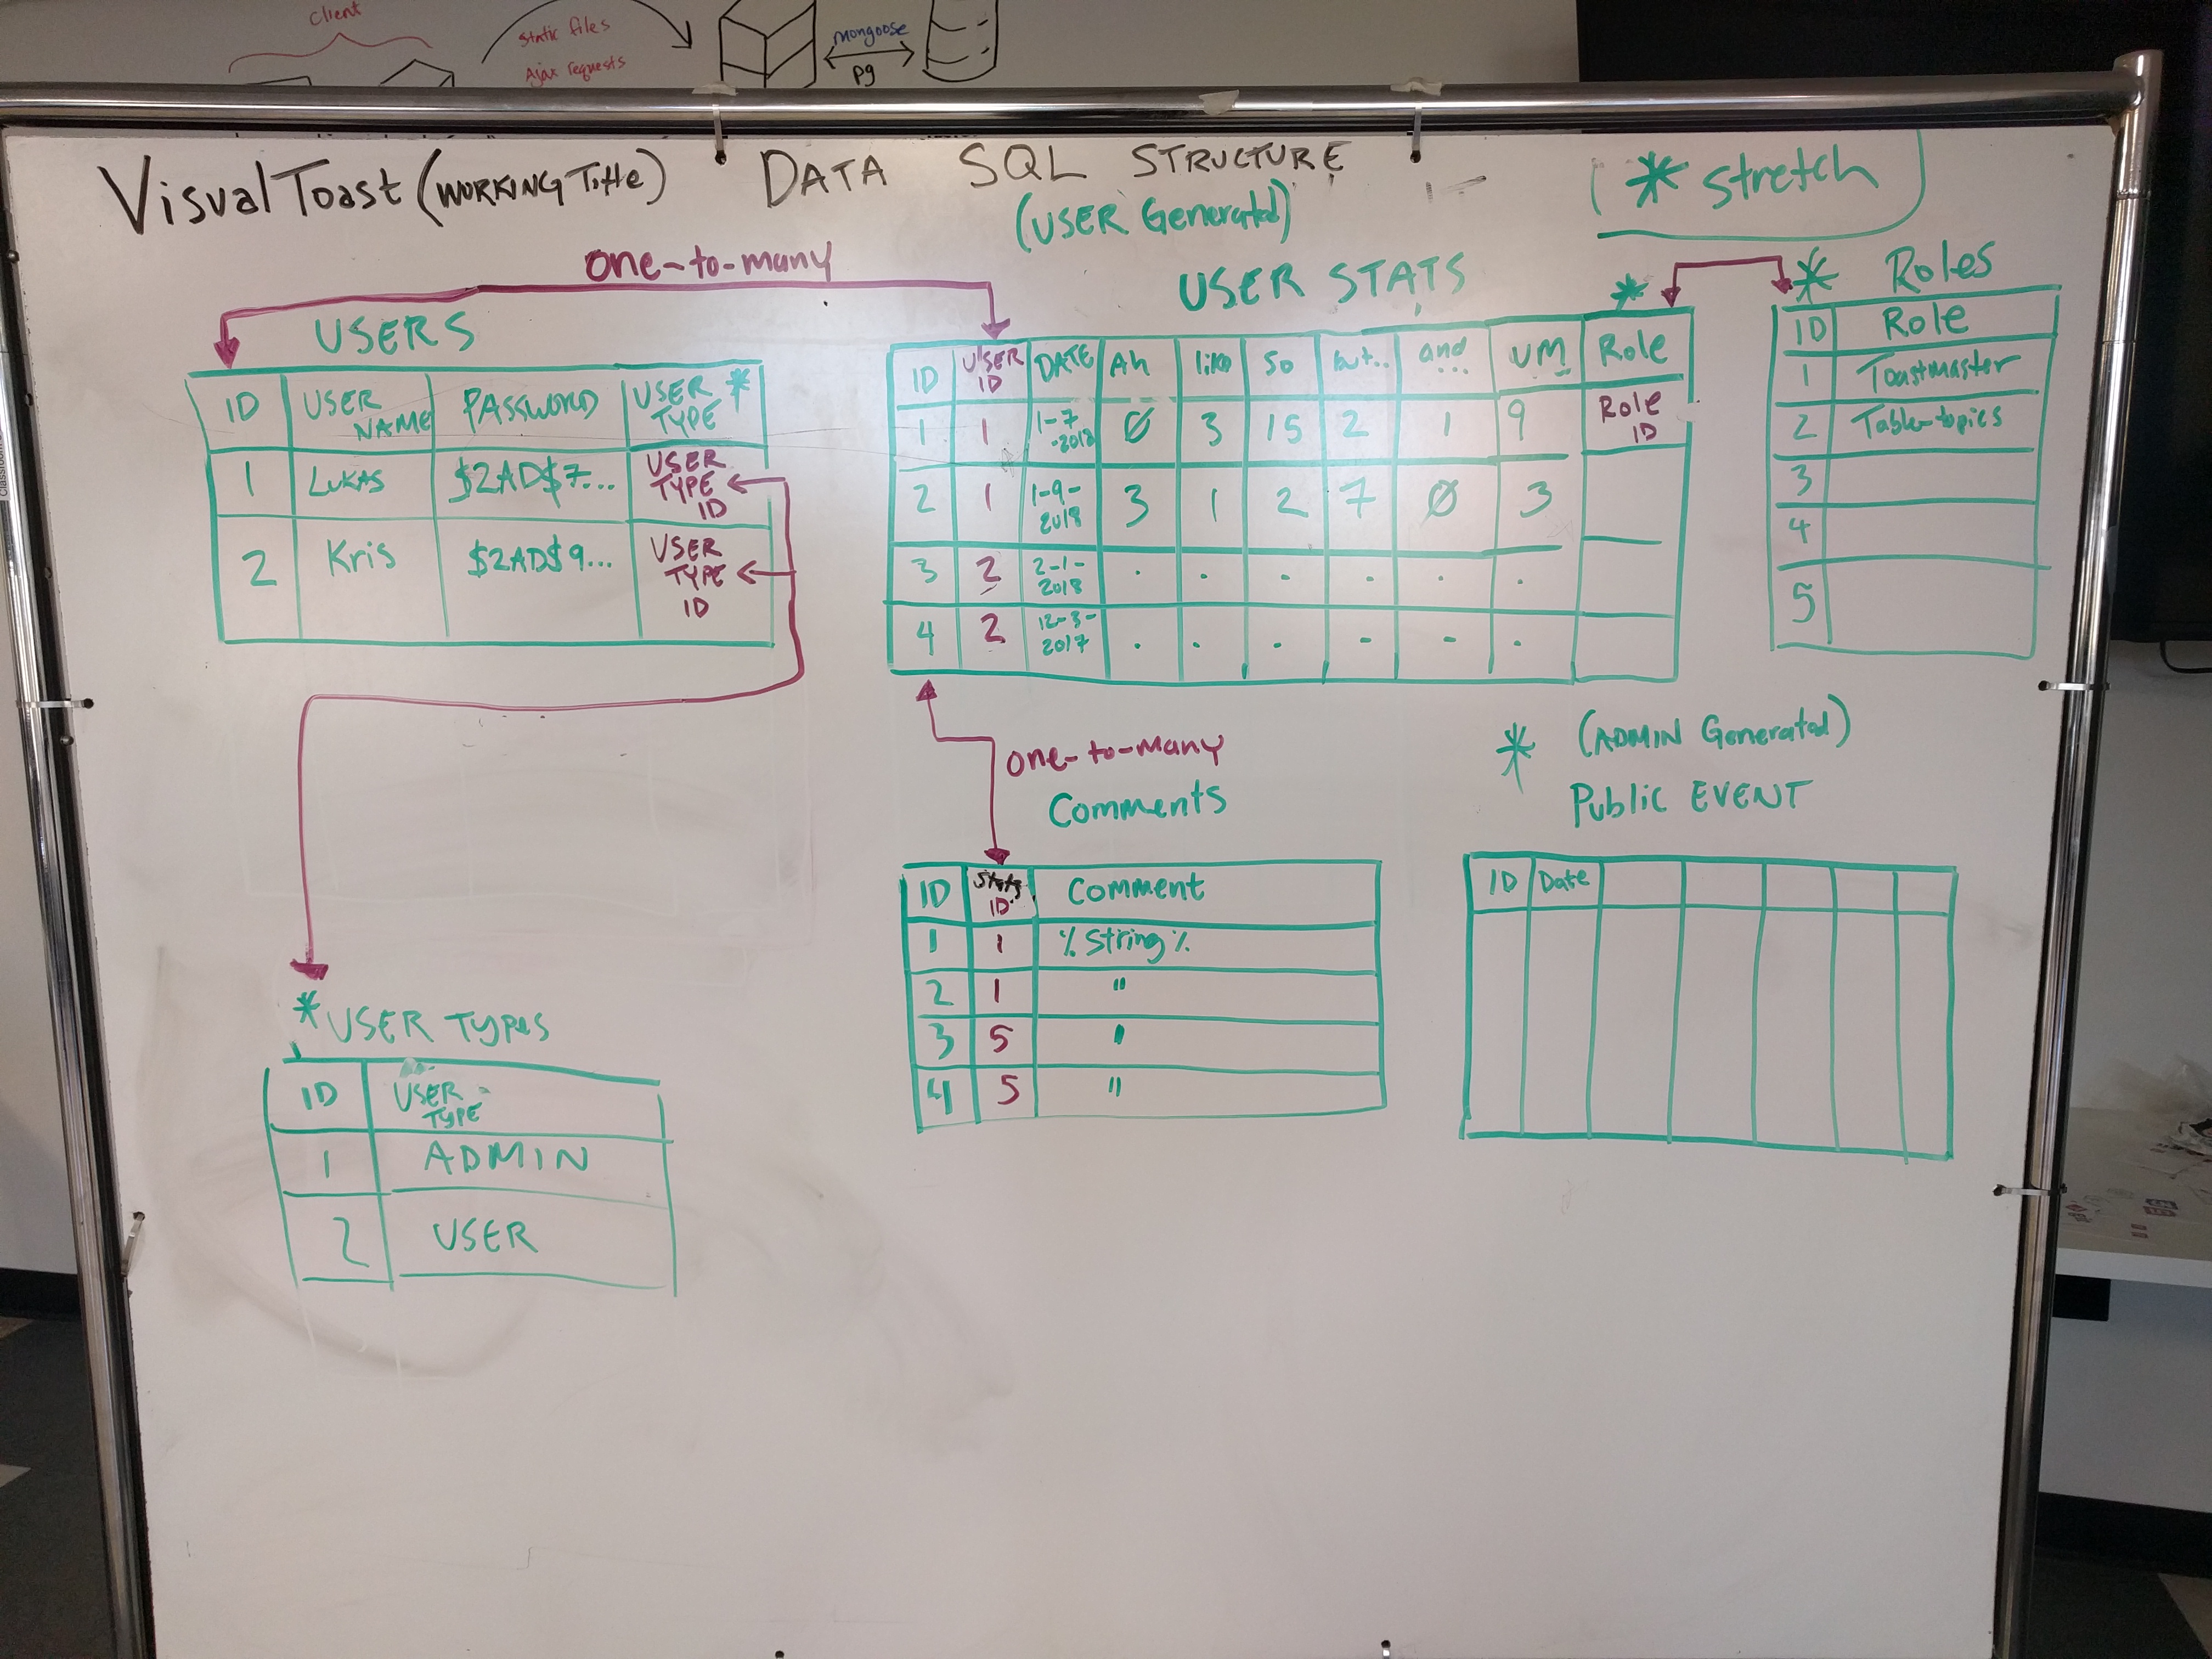 Client
Static files
Ajax requests
mongoose
pg
VisualToast (WORKING Title) DATA SQL STRUCTURE
(USER Generated)
* Stretch
one-to-many
USERS
ID USER NAME PASSWORD USER TYPE *
1 LUKAS $2AD$7... USER TYPE ID
2 Kris $2AD$9... USER TYPE ID
USER STATS
*
ID USER ID DATE Ah like So but.. and ... UM Role
1 1 1-7-2018 Ø 3 15 2 1 9 Role ID
2 1 1-9-2018 3 1 2 7 Ø 3
3 2 2-1-2018 . . . . . .
4 2 12-3-2017 . . . - - .
* Roles
ID Role
1 Toastmaster
2 Table-topics
3
4
5
one-to-many
Comments
ID Stats ID Comment
1 1 % String %
2 1 "
3 5 "
4 5 "
* (ADMIN Generated)
Public EVENT
ID Date
* USER TYPES
ID USER TYPE
1 ADMIN
2 USER